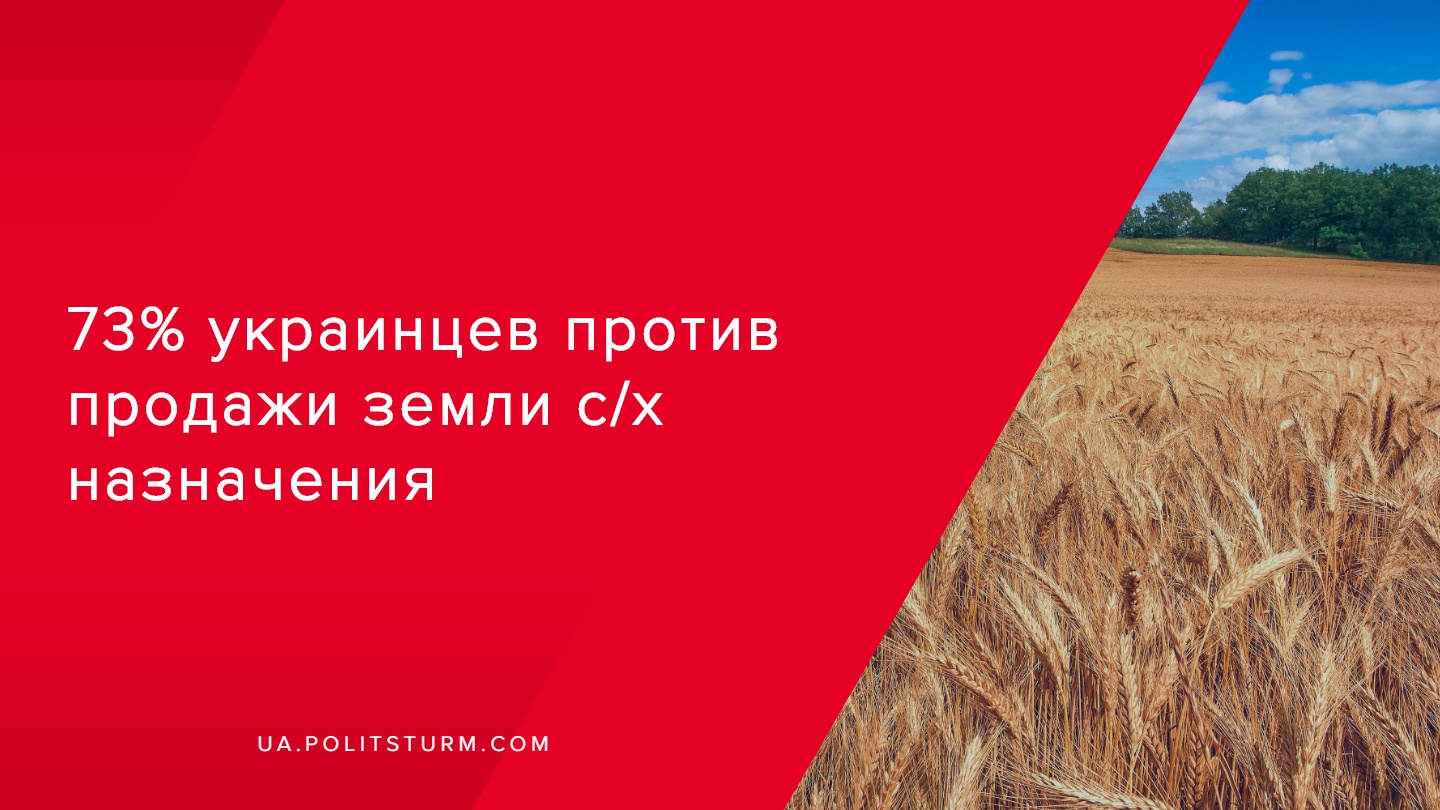 73% украинцев против
продажи земли с/х
назначения
UA.POLITSTURM.COM